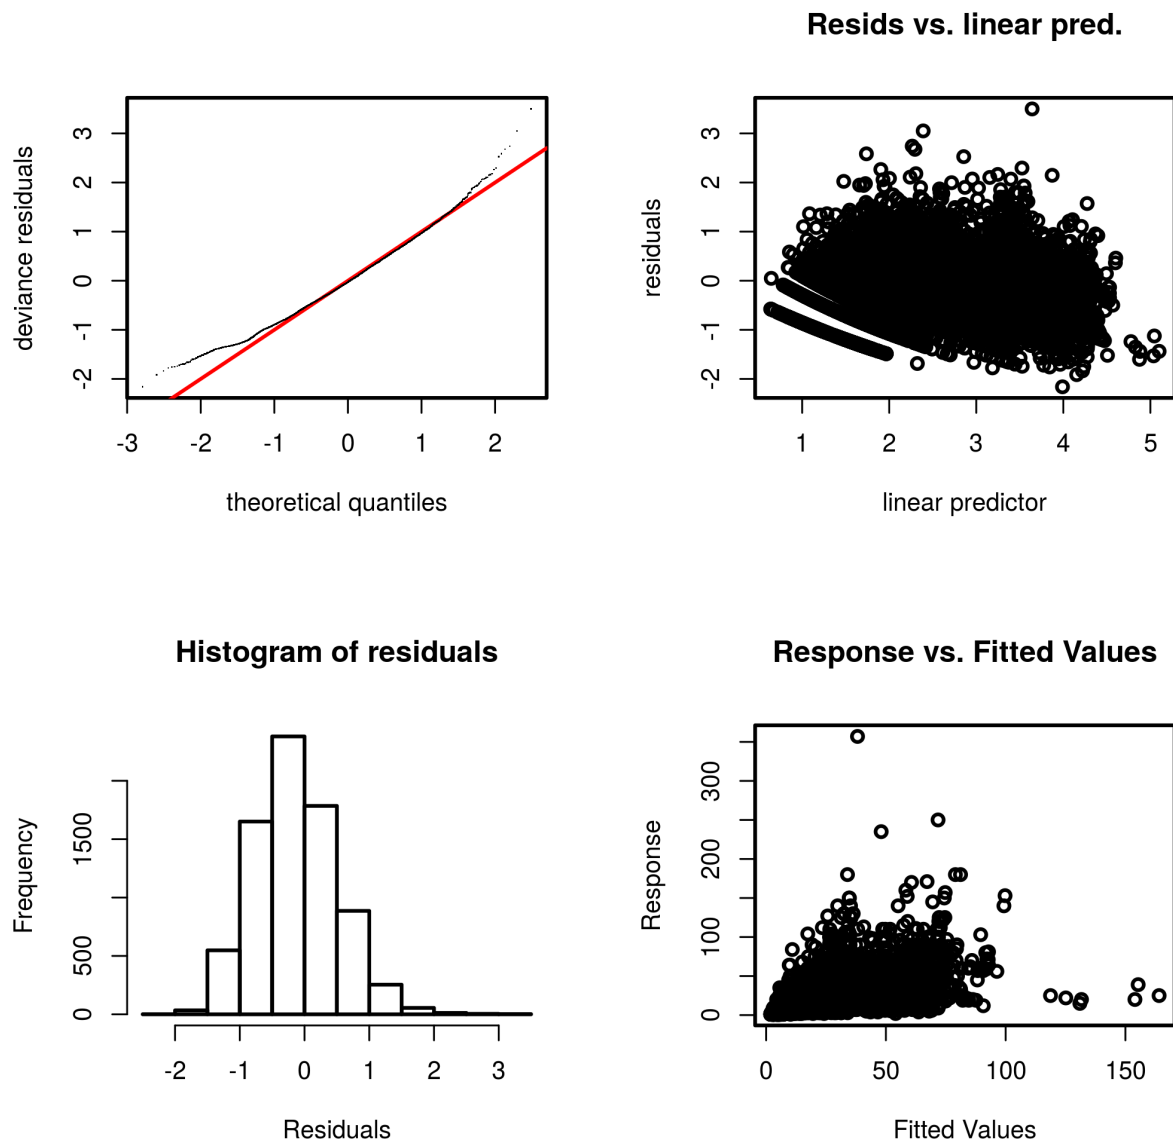 deviance residuals
3
2
1
0
-1
-2
-3 -2 -1 0 1 2
theoretical quantiles
Resids vs. linear pred.
residuals
3
2
1
0
-1
-2
1 2 3 4 5
linear predictor
Histogram of residuals
Frequency
1500
500
0
-2 -1 0 1 2 3
Residuals
Response vs. Fitted Values
Response
300
200
100
0
0 50 100 150
Fitted Values